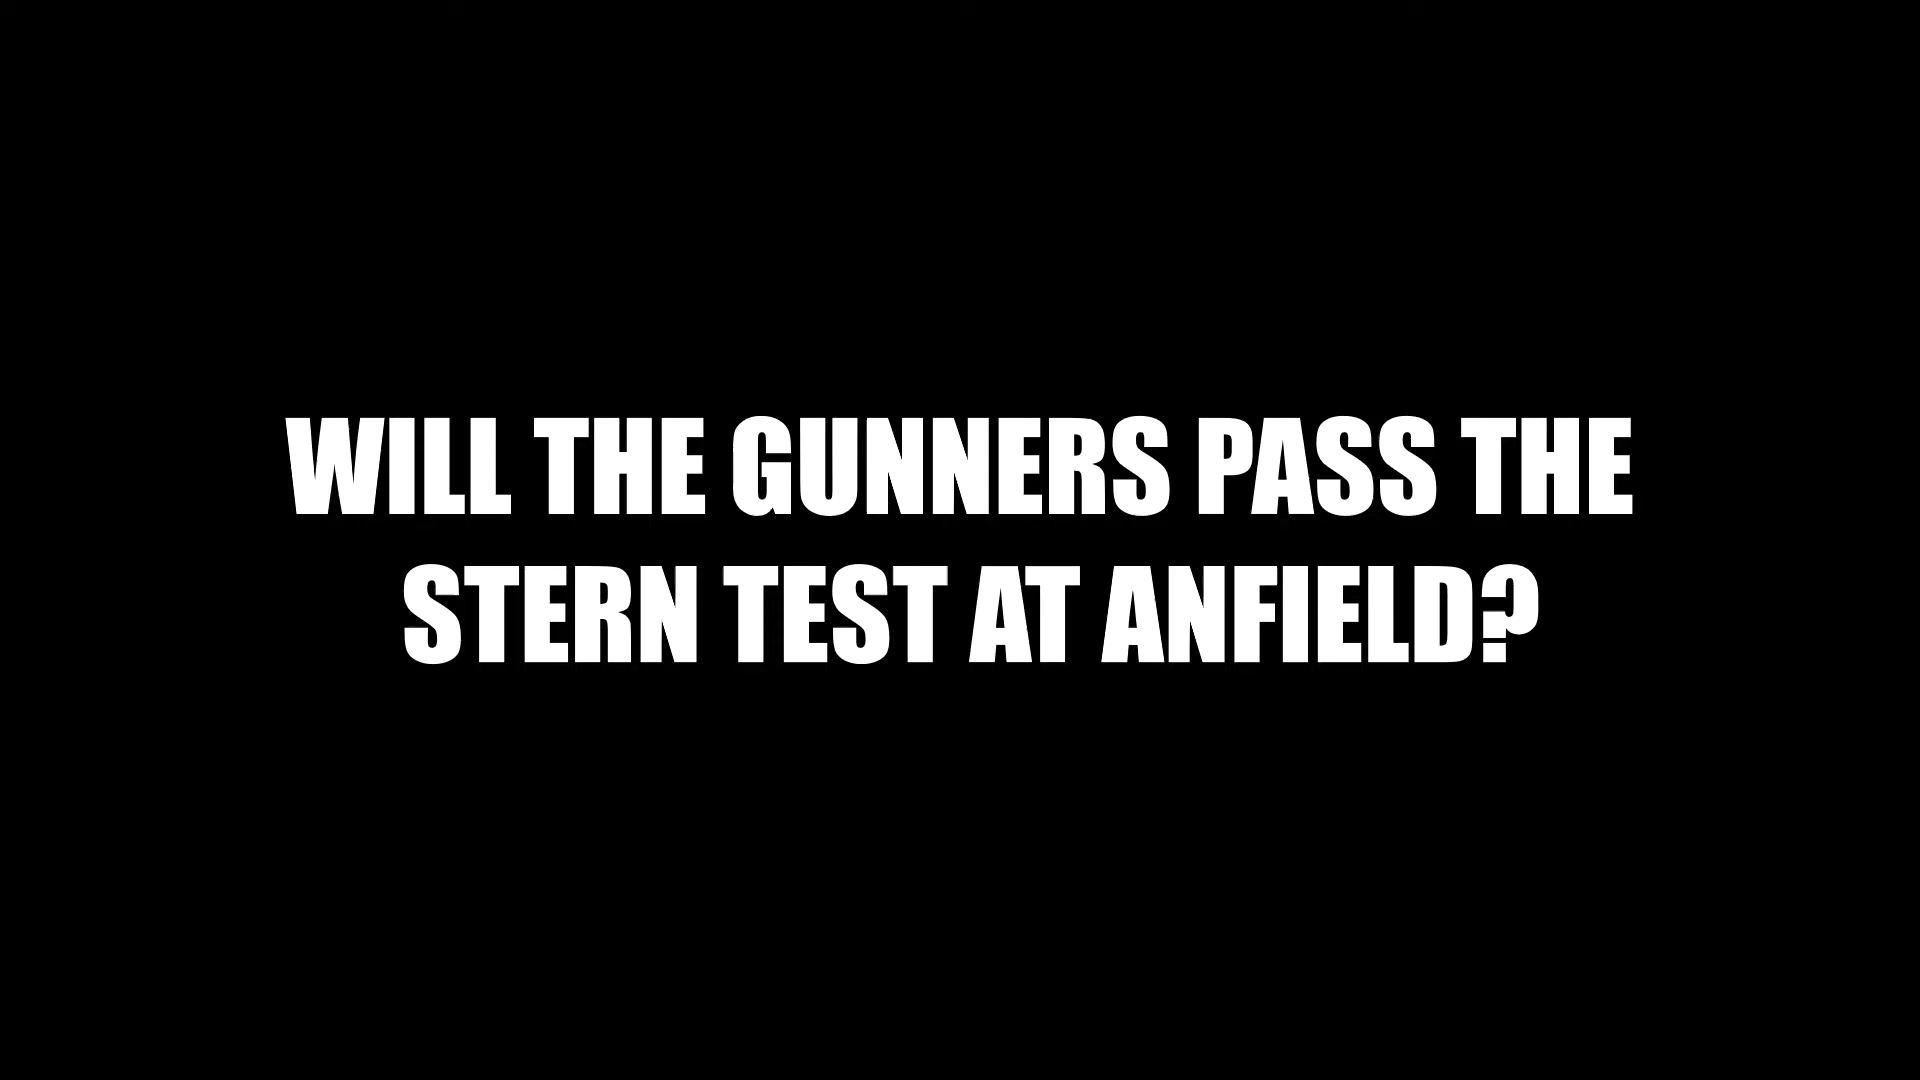 WILL THE GUNNERS PASS THE
STERN TEST AT ANFIELD?